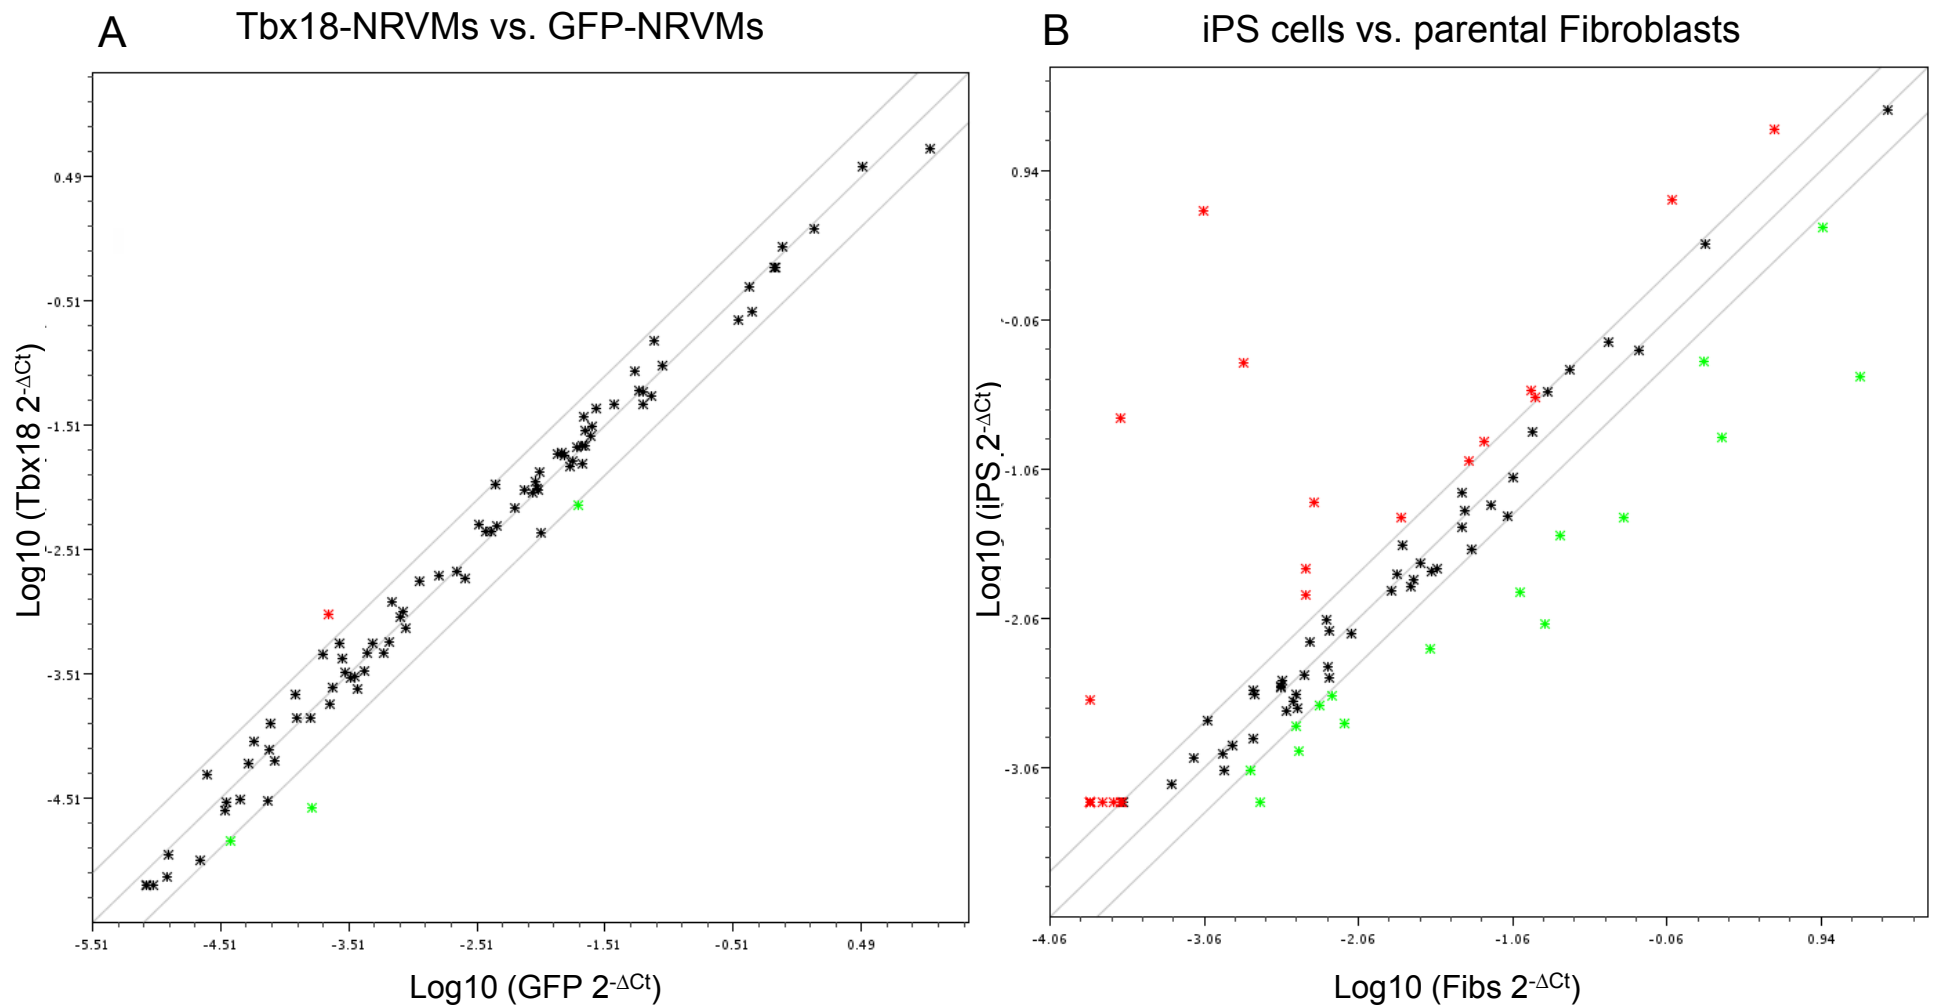 A
Tbx18-NRVMs vs. GFP-NRVMs
0.49
-0.51
-1.51
-2.51
-3.51
-4.51
Log10 (Tbx18 2-ΔCt)
-5.51 -4.51 -3.51 -2.51 -1.51 -0.51 0.49
Log10 (GFP 2-ΔCt)
B
iPS cells vs. parental Fibroblasts
0.94
-0.06
-1.06
-2.06
-3.06
Log10 (iPS 2-ΔCt)
-4.06 -3.06 -2.06 -1.06 -0.06 0.94
Log10 (Fibs 2-ΔCt)